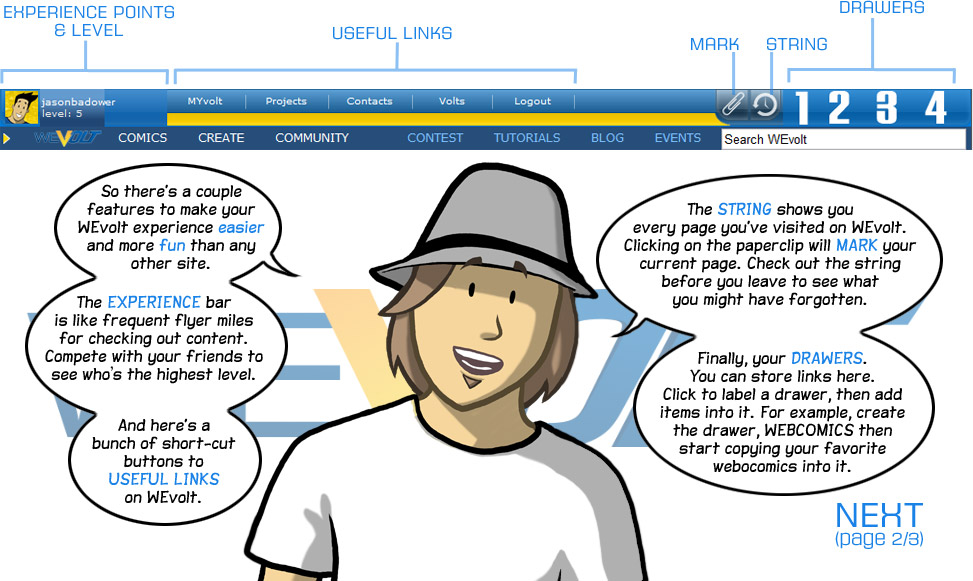 EXPERIENCE POINTS
& LEVEL
USEFUL LINKS
MARK
STRING
DRAWERS
jasonbadower
level: 5
MYvolt
Projects
Contacts
Volts
Logout
1 2 3 4
WEVOLT
COMICS
CREATE
COMMUNITY
CONTEST
TUTORIALS
BLOG
EVENTS
Search WEvolt
So there's a couple
features to make your
WEvolt experience easier
and more fun than any
other site.
The EXPERIENCE bar
is like frequent flyer miles
for checking out content.
Compete with your friends to
see who's the highest level.
And here's a
bunch of short-cut
buttons to
USEFUL LINKS
on WEvolt.
The STRING shows you
every page you've visited on WEvolt.
Clicking on the paperclip will MARK your
current page. Check out the string
before you leave to see what
you might have forgotten.
Finally, your DRAWERS.
You can store links here.
Click to label a drawer, then add
items into it. For example, create
the drawer, WEBCOMICS then
start copying your favorite
webocomics into it.
WEVOLT
NEXT
(page 2/3)